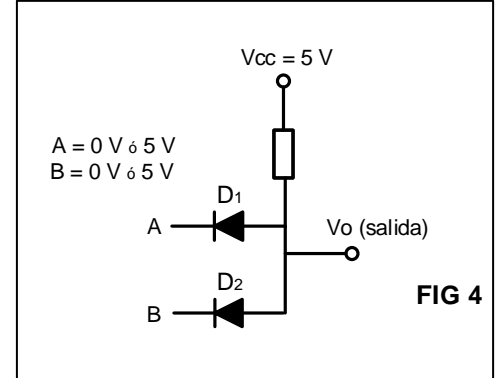 Vcc = 5 V
A = 0 V ó 5 V
B = 0 V ó 5 V
D1
A
Vo (salida)
D2
B
FIG 4